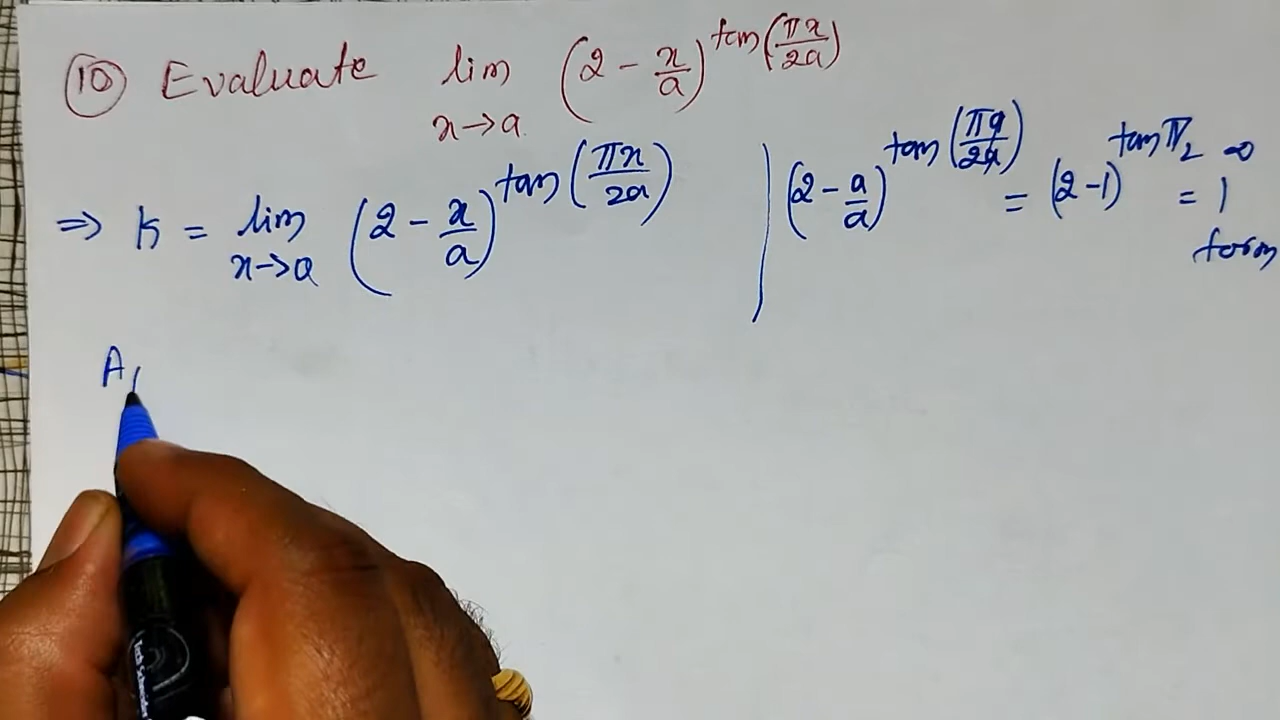 ⑩ Evaluate lim x→a (2 - x/a)^tan(πx/2a)
⇒ K = lim x→a (2 - x/a)^tan(πx/2a) | (2 - a/a)^tan(πa/2a) = (2-1)^tan π/2 = 1^∞ form
A